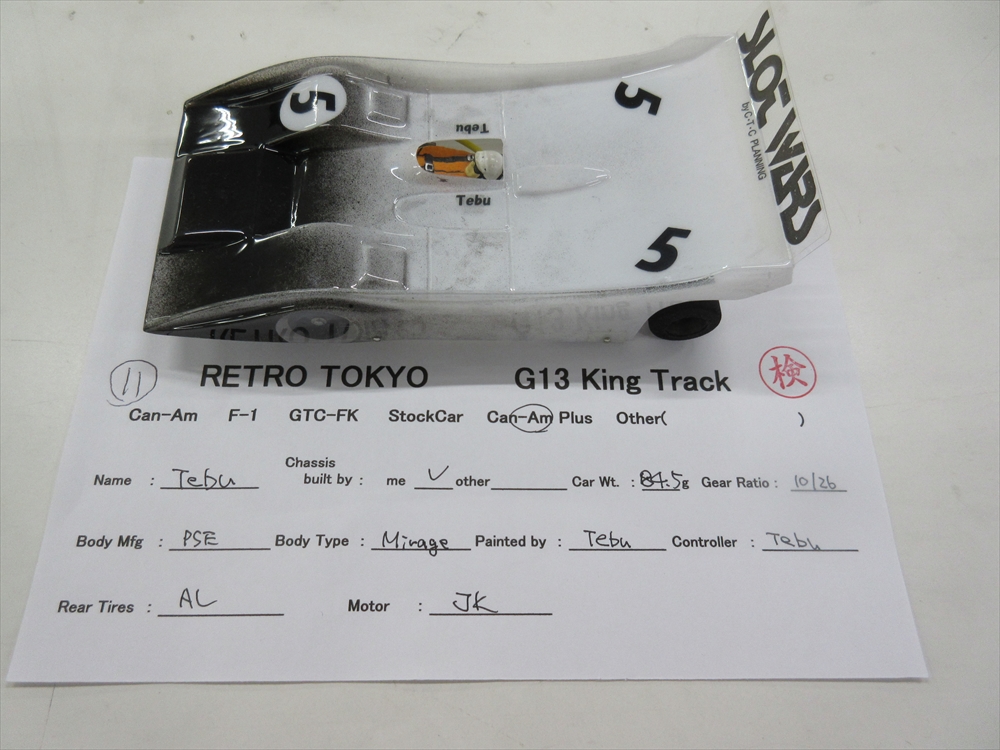 SLOT WARS
by C・T・C PLANNING
5
5
Tebu
Tebu
5
11 RETRO TOKYO G13 King Track 検
Can-Am F-1 GTC-FK StockCar Can-Am Plus Other( )
Name : Tebu Chassis built by : me V other Car Wt. : 84.5g Gear Ratio : 10/26
Body Mfg : PSE Body Type : Mirage Painted by : Tebu Controller : Tebu
Rear Tires : AL Motor : JK